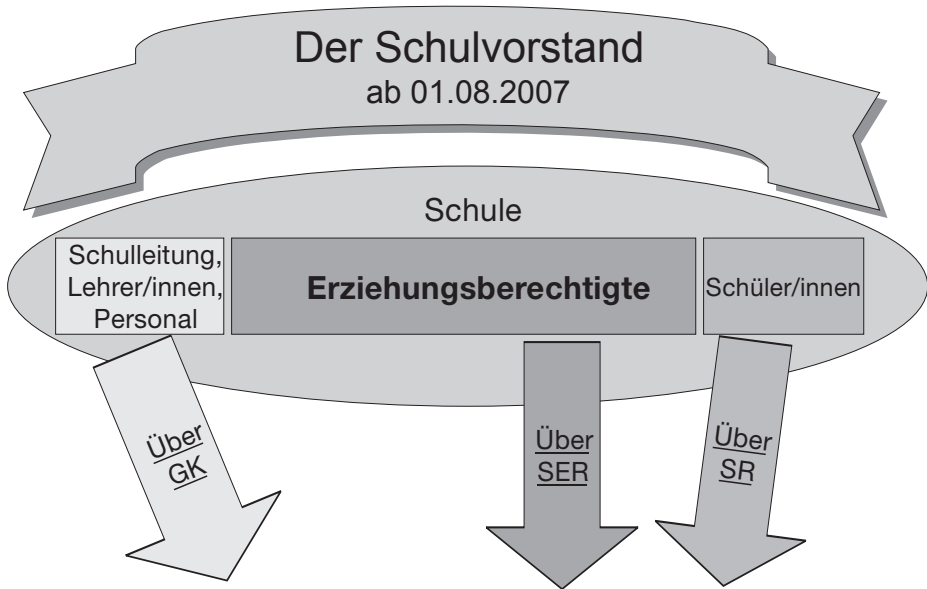 Der Schulvorstand
ab 01.08.2007
Schule
Schulleitung,
Lehrer/innen,
Personal
Erziehungsberechtigte
Schüler/innen
Über
GK
Über
SER
Über
SR